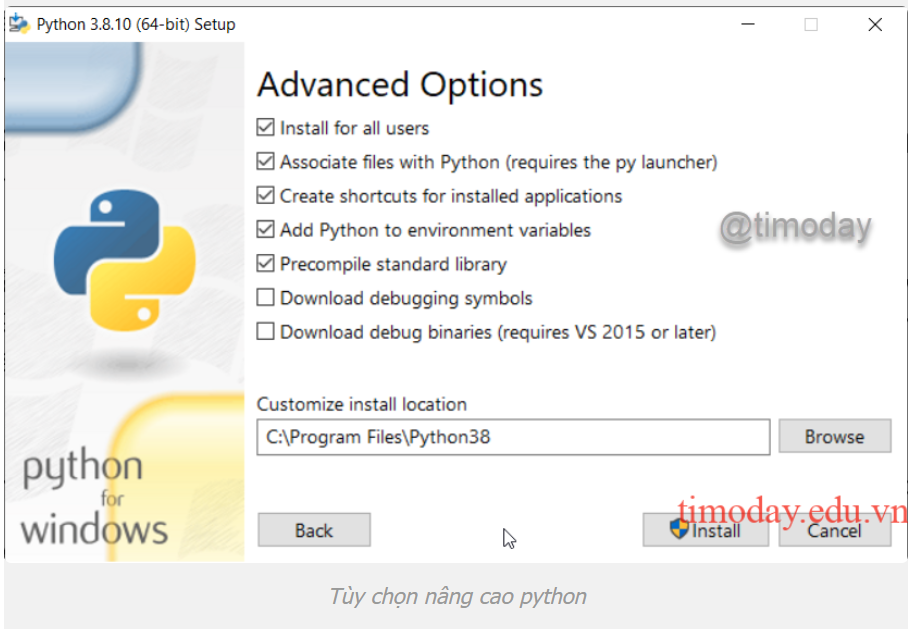 Python 3.8.10 (64-bit) Setup
Advanced Options
Install for all users
Associate files with Python (requires the py launcher)
Create shortcuts for installed applications
Add Python to environment variables
@timoday
Precompile standard library
Download debugging symbols
Download debug binaries (requires VS 2015 or later)
Customize install location
C:\Program Files\Python38
Browse
python
for
windows
timoday.edu.vn
Back
Install
Cancel
Tùy chọn nâng cao python